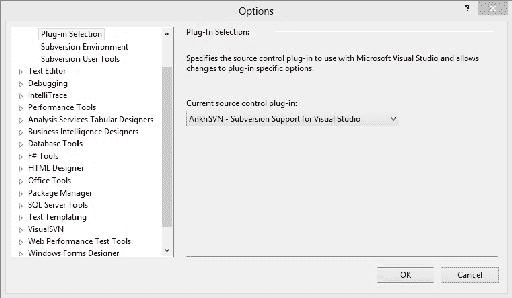 Options
?
Plug-in Selection
Subversion Environment
Subversion User Tools
Text Editor
Debugging
IntelliTrace
Performance Tools
Analysis Services Tabular Designers
Business Intelligence Designers
Database Tools
F# Tools
HTML Designer
Office Tools
Package Manager
SQL Server Tools
Text Templating
VisualSVN
Web Performance Test Tools
Windows Forms Designer
Plug-in Selection:
Specifies the source control plug-in to use with Microsoft Visual Studio and allows
changes to plug-in specific options.
Current source control plug-in:
AnkhSVN - Subversion Support for Visual Studio
OK
Cancel